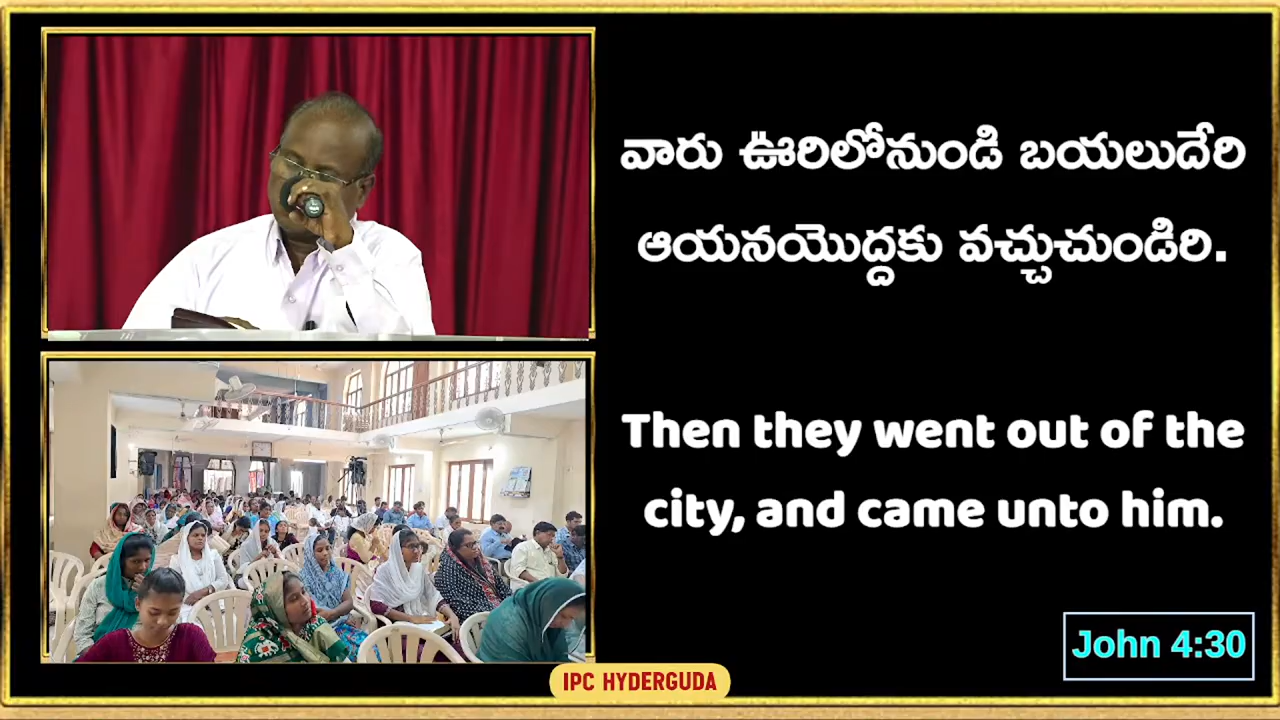 వారు ఊరిలోనుండి బయలుదేరి
ఆయనయొద్దకు వచ్చుచుండిరి.
Then they went out of the
city, and came unto him.
John 4:30
IPC HYDERGUDA